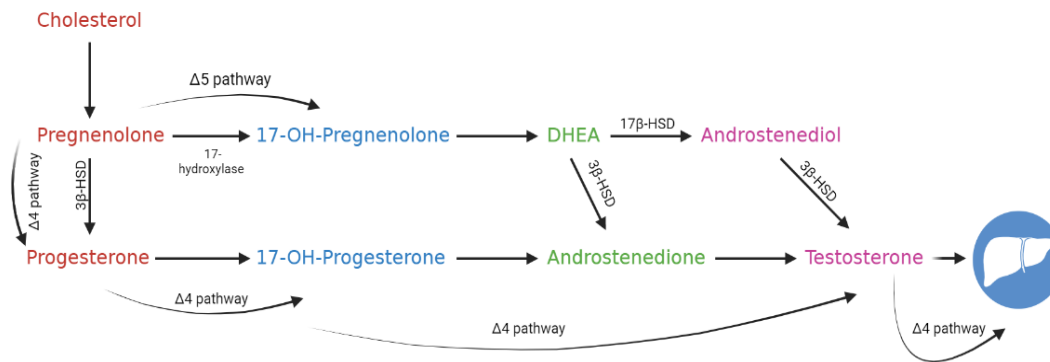 Cholesterol
Δ5 pathway
Pregnenolone
17-OH-Pregnenolone
DHEA
17β-HSD
Androstenediol
17-
hydroxylase
Δ4 pathway
3β-HSD
3β-HSD
3β-HSD
Progesterone
17-OH-Progesterone
Androstenedione
Testosterone
Δ4 pathway
Δ4 pathway
Δ4 pathway